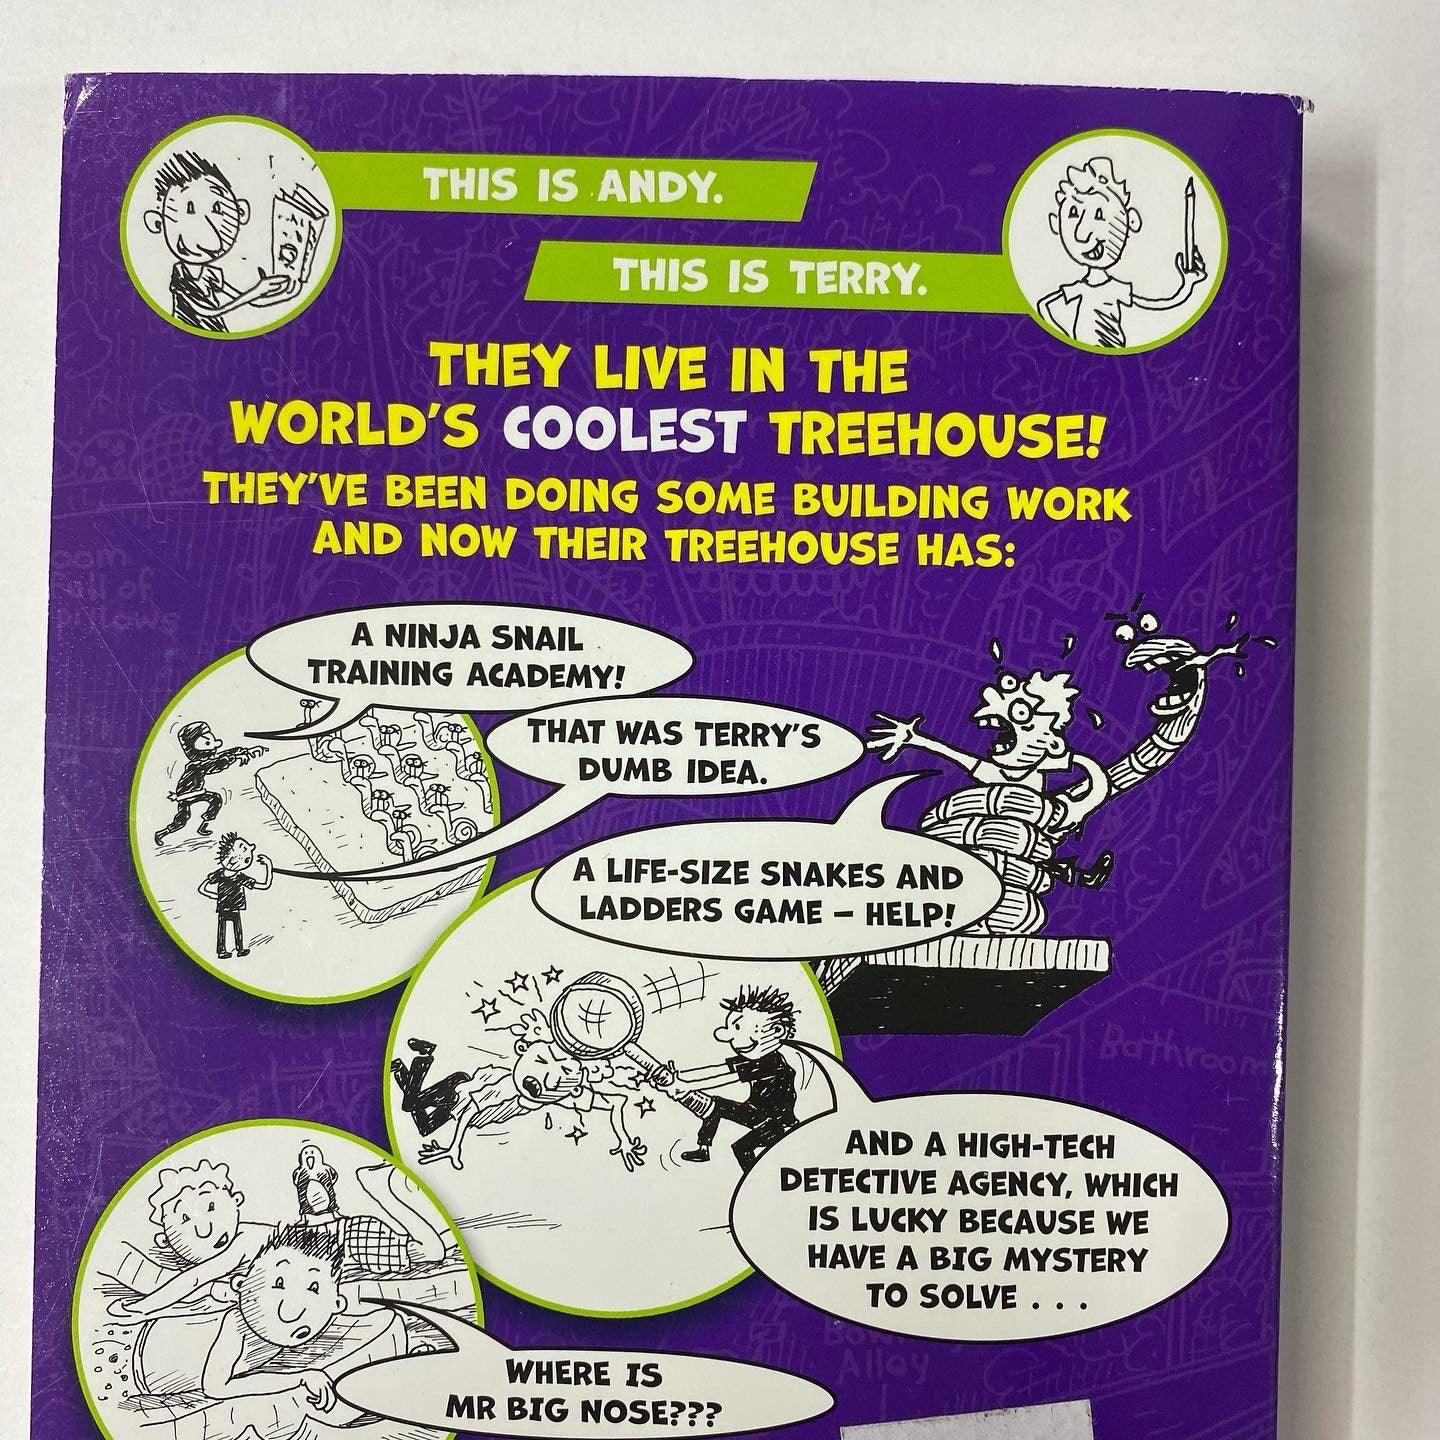 THIS IS ANDY.
THIS IS TERRY.
THEY LIVE IN THE
WORLD'S COOLEST TREEHOUSE!
THEY'VE BEEN DOING SOME BUILDING WORK
AND NOW THEIR TREEHOUSE HAS:
A NINJA SNAIL
TRAINING ACADEMY!
THAT WAS TERRY'S
DUMB IDEA.
A LIFE-SIZE SNAKES AND
LADDERS GAME – HELP!
Bathroom
AND A HIGH-TECH
DETECTIVE AGENCY, WHICH
IS LUCKY BECAUSE WE
HAVE A BIG MYSTERY
TO SOLVE . . .
Alley
WHERE IS
MR BIG NOSE???